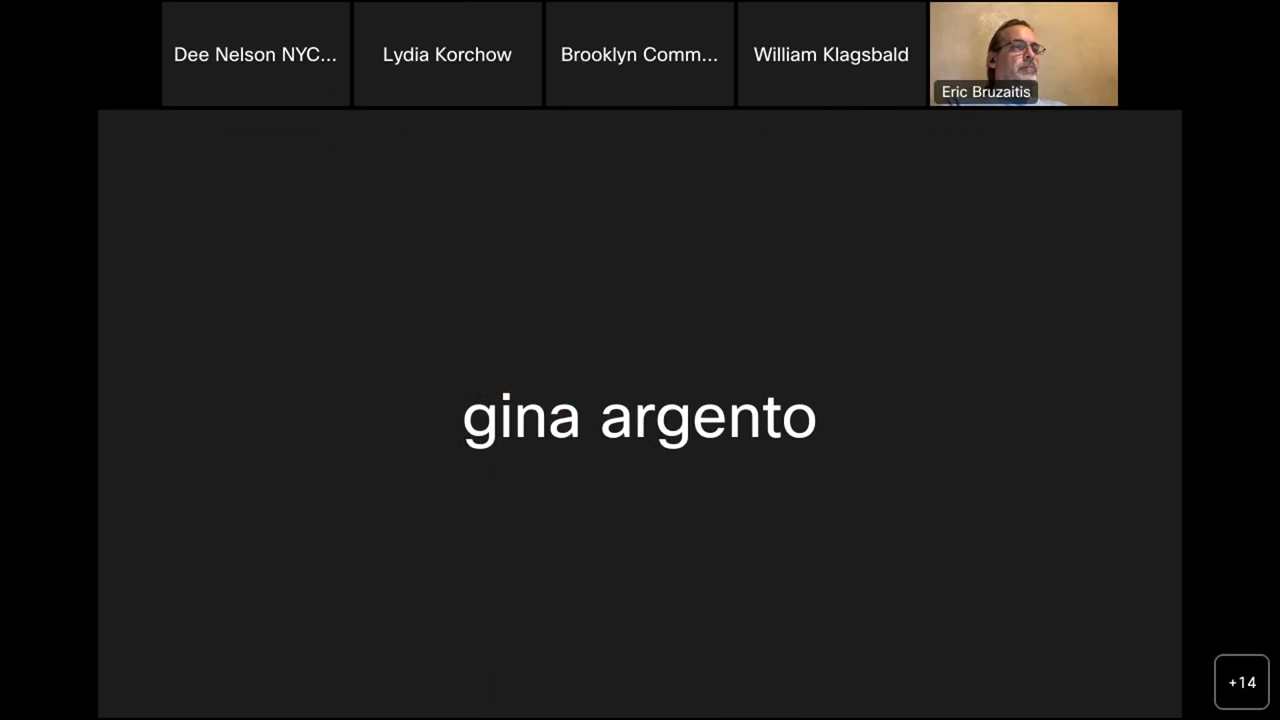 Dee Nelson NYC...
Lydia Korchow
Brooklyn Comm...
William Klagsbald
Eric Bruzaitis
gina argento
+14